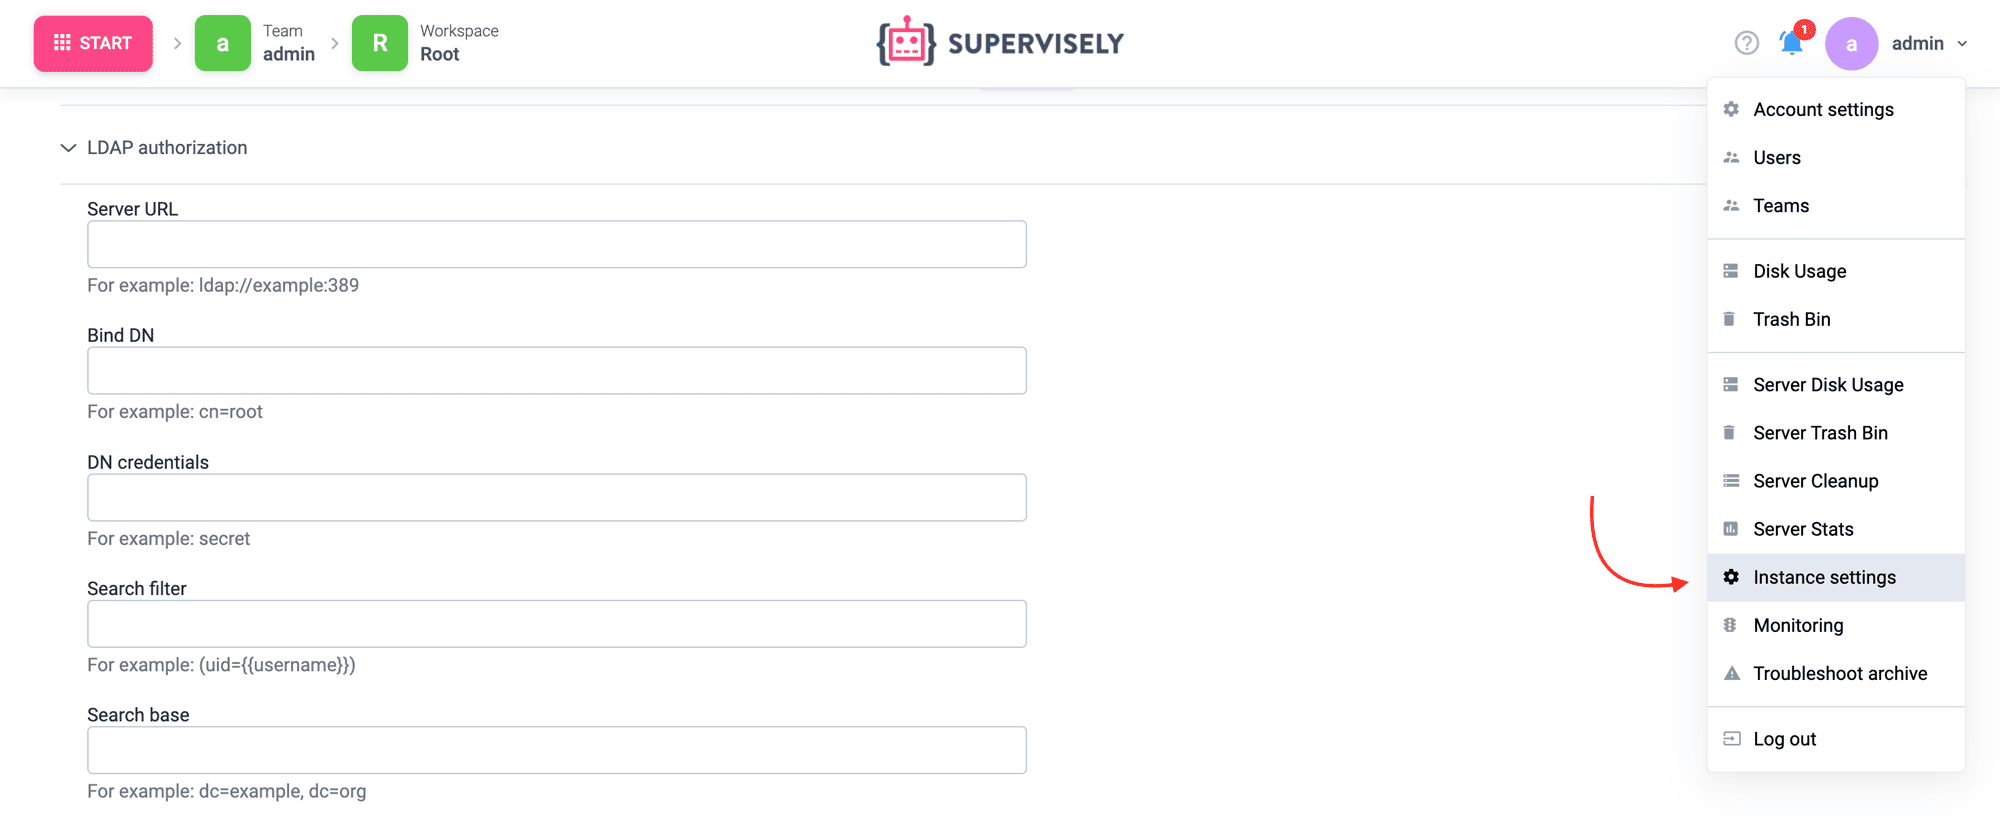 START
a
Team
admin
R
Workspace
Root
SUPERVISELY
1
a
admin
LDAP authorization
Server URL
For example: ldap://example:389
Bind DN
For example: cn=root
DN credentials
For example: secret
Search filter
For example: (uid={{username}})
Search base
For example: dc=example, dc=org
Account settings
Users
Teams
Disk Usage
Trash Bin
Server Disk Usage
Server Trash Bin
Server Cleanup
Server Stats
Instance settings
Monitoring
Troubleshoot archive
Log out